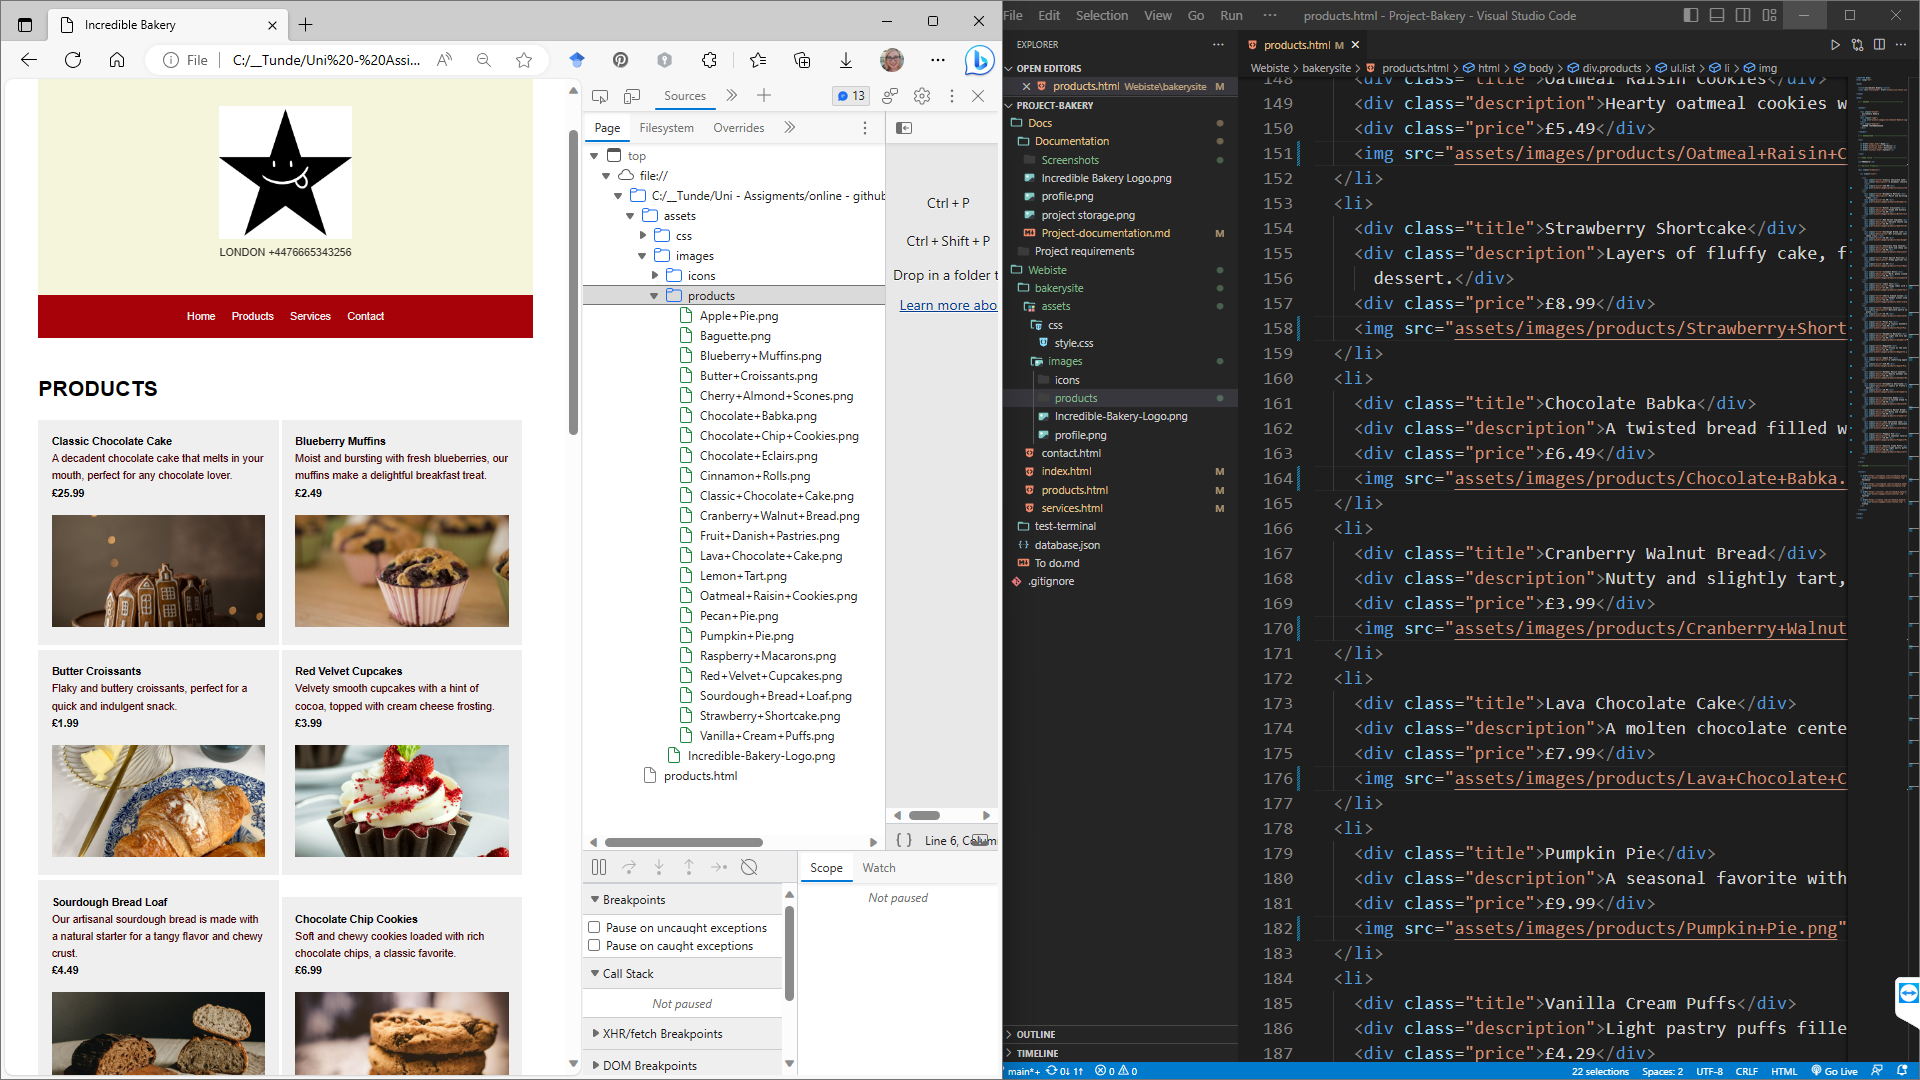 Incredible Bakery
File
C:/__Tunde/Uni%20-%20Assi...
LONDON +4476665343256
Home
Products
Services
Contact
PRODUCTS
Classic Chocolate Cake
A decadent chocolate cake that melts in your
mouth, perfect for any chocolate lover.
£25.99
Blueberry Muffins
Moist and bursting with fresh blueberries, our
muffins make a delightful breakfast treat.
£2.49
Butter Croissants
Flaky and buttery croissants, perfect for a
quick and indulgent snack.
£1.99
Red Velvet Cupcakes
Velvety smooth cupcakes with a hint of
cocoa, topped with cream cheese frosting.
£3.99
Sourdough Bread Loaf
Our artisanal sourdough bread is made with
a natural starter for a tangy flavor and chewy
crust.
£4.49
Chocolate Chip Cookies
Soft and chewy cookies loaded with rich
chocolate chips, a classic favorite.
£6.99
Sources
13
Page
Filesystem
Overrides
top
file://
C:/__Tunde/Uni - Assigments/online - github
assets
css
images
icons
products
Apple+Pie.png
Baguette.png
Blueberry+Muffins.png
Butter+Croissants.png
Cherry+Almond+Scones.png
Chocolate+Babka.png
Chocolate+Chip+Cookies.png
Chocolate+Eclairs.png
Cinnamon+Rolls.png
Classic+Chocolate+Cake.png
Cranberry+Walnut+Bread.png
Fruit+Danish+Pastries.png
Lava+Chocolate+Cake.png
Lemon+Tart.png
Oatmeal+Raisin+Cookies.png
Pecan+Pie.png
Pumpkin+Pie.png
Raspberry+Macarons.png
Red+Velvet+Cupcakes.png
Sourdough+Bread+Loaf.png
Strawberry+Shortcake.png
Vanilla+Cream+Puffs.png
Incredible-Bakery-Logo.png
products.html
Ctrl + P
Ctrl + Shift + P
Drop in a folder t
Learn more abo
{ } Line 6, Colum
Scope
Watch
Not paused
Breakpoints
Pause on uncaught exceptions
Pause on caught exceptions
Call Stack
Not paused
XHR/fetch Breakpoints
DOM Breakpoints
File Edit Selection View Go Run ···
products.html - Project-Bakery - Visual Studio Code
EXPLORER
OPEN EDITORS
products.html Webiste\bakerysite M
PROJECT-BAKERY
Docs
Documentation
Screenshots
Incredible Bakery Logo.png
profile.png
project storage.png
Project-documentation.md M
Project requirements
Webiste
bakerysite
assets
css
style.css
images
icons
products
Incredible-Bakery-Logo.png
profile.png
contact.html
index.html M
products.html M
services.html M
test-terminal
database.json
To do.md
.gitignore
OUTLINE
TIMELINE
products.html M
Webiste > bakerysite > products.html > html > body > div.products > ul.list > li > img
148 <div class="title">Oatmeal Raisin Cookies</div>
149 <div class="description">Hearty oatmeal cookies w
150 <div class="price">£5.49</div>
151 <img src="assets/images/products/Oatmeal+Raisin+C
152 </li>
153 <li>
154 <div class="title">Strawberry Shortcake</div>
155 <div class="description">Layers of fluffy cake, f
156 dessert.</div>
157 <div class="price">£8.99</div>
158 <img src="assets/images/products/Strawberry+Short
159 </li>
160 <li>
161 <div class="title">Chocolate Babka</div>
162 <div class="description">A twisted bread filled w
163 <div class="price">£6.49</div>
164 <img src="assets/images/products/Chocolate+Babka.
165 </li>
166 <li>
167 <div class="title">Cranberry Walnut Bread</div>
168 <div class="description">Nutty and slightly tart,
169 <div class="price">£3.99</div>
170 <img src="assets/images/products/Cranberry+Walnut
171 </li>
172 <li>
173 <div class="title">Lava Chocolate Cake</div>
174 <div class="description">A molten chocolate cente
175 <div class="price">£7.99</div>
176 <img src="assets/images/products/Lava+Chocolate+C
177 </li>
178 <li>
179 <div class="title">Pumpkin Pie</div>
180 <div class="description">A seasonal favorite with
181 <div class="price">£9.99</div>
182 <img src="assets/images/products/Pumpkin+Pie.png"
183 </li>
184 <li>
185 <div class="title">Vanilla Cream Puffs</div>
186 <div class="description">Light pastry puffs fille
187 <div class="price">£4.29</div>
main*+ 0↓ 1↑ 0 0
22 selections
Spaces: 2
UTF-8
CRLF
HTML
Go Live